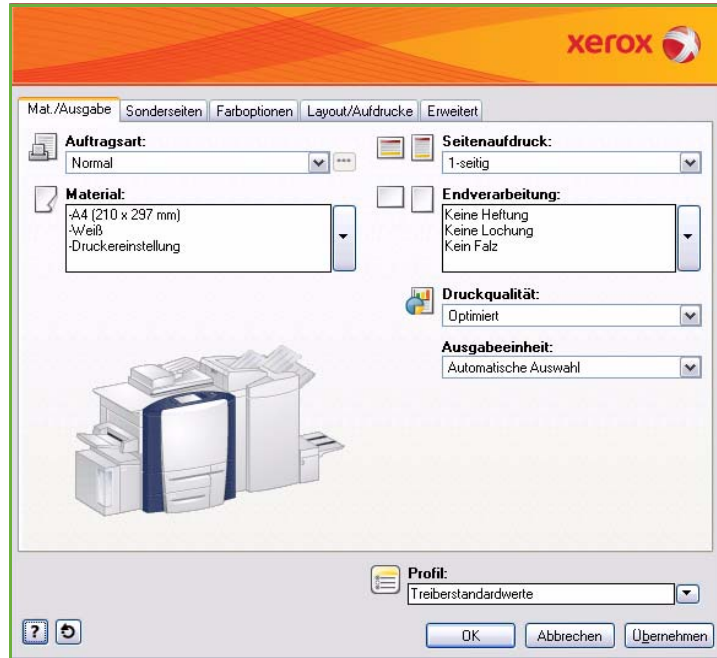 xerox
Mat./Ausgabe Sonderseiten Farboptionen Layout/Aufdrucke Erweitert
Auftragsart:
Normal
Material:
-A4 (210 x 297 mm)
-Weiß
-Druckereinstellung
Seitenaufdruck:
1-seitig
Endverarbeitung:
Keine Heftung
Keine Lochung
Kein Falz
Druckqualität:
Optimiert
Ausgabeeinheit:
Automatische Auswahl
Profil:
Treiberstandardwerte
?
OK Abbrechen Übernehmen